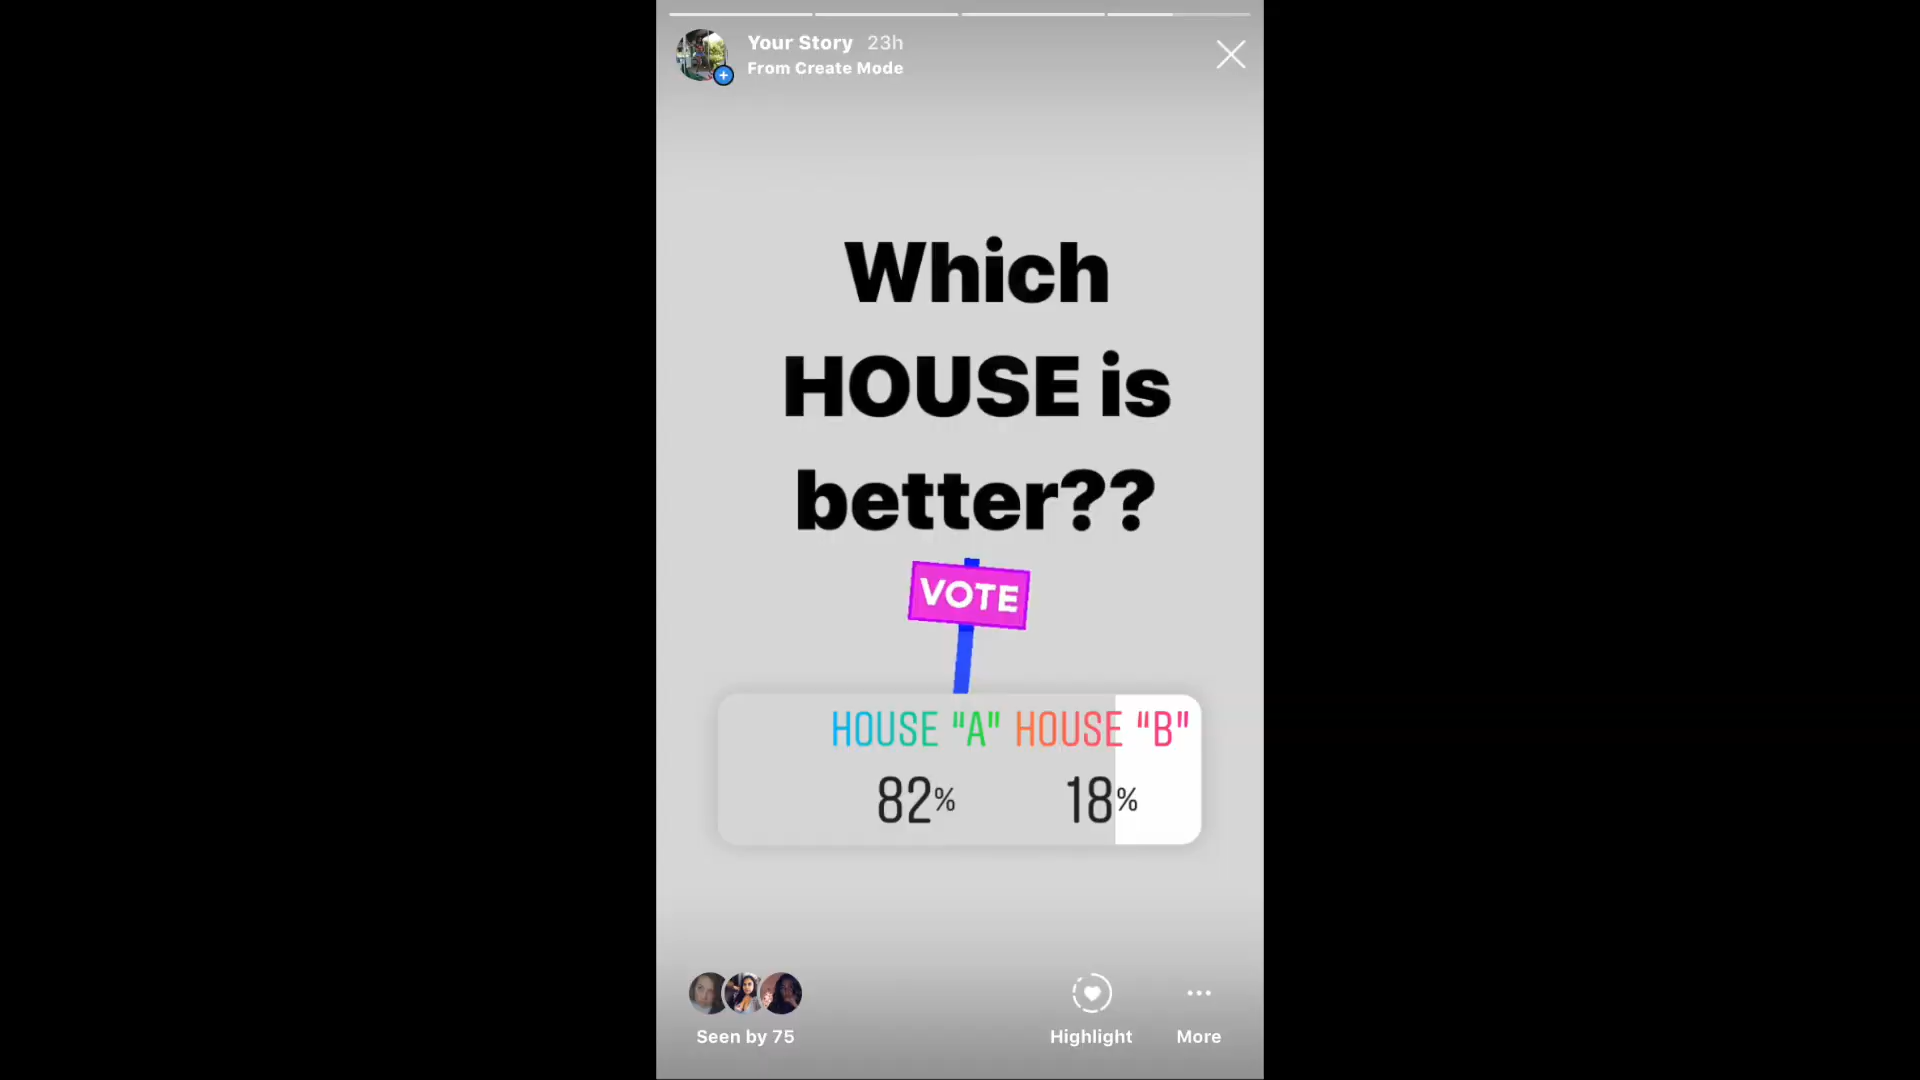 Your Story 23h
From Create Mode
Which
HOUSE is
better??
VOTE
HOUSE "A" HOUSE "B"
82% 18%
Seen by 75
Highlight
More